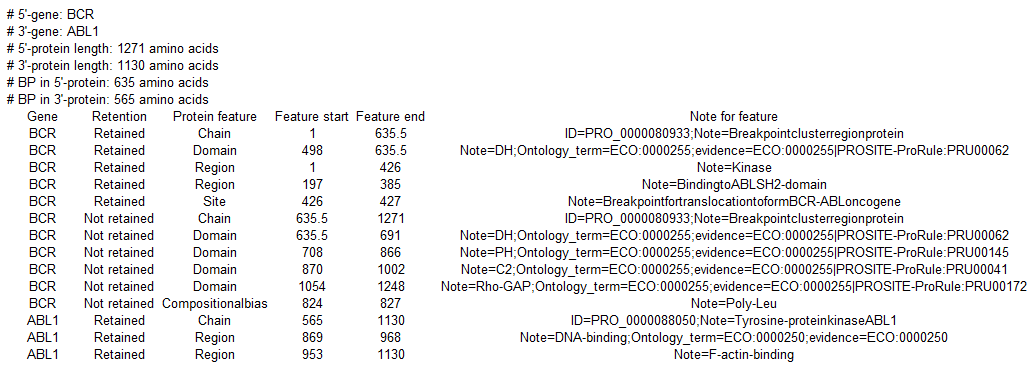 # 5'-gene: BCR
# 3'-gene: ABL1
# 5'-protein length: 1271 amino acids
# 3'-protein length: 1130 amino acids
# BP in 5'-protein: 635 amino acids
# BP in 3'-protein: 565 amino acids
Gene Retention Protein feature Feature start Feature end Note for feature
BCR Retained Chain 1 635.5 ID=PRO_0000080933;Note=Breakpointclusterregionprotein
BCR Retained Domain 498 635.5 Note=DH;Ontology_term=ECO:0000255;evidence=ECO:0000255|PROSITE-ProRule:PRU00062
BCR Retained Region 1 426 Note=Kinase
BCR Retained Region 197 385 Note=BindingtoABLSH2-domain
BCR Retained Site 426 427 Note=BreakpointfortranslocationtoformBCR-ABLoncogene
BCR Not retained Chain 635.5 1271 ID=PRO_0000080933;Note=Breakpointclusterregionprotein
BCR Not retained Domain 635.5 691 Note=DH;Ontology_term=ECO:0000255;evidence=ECO:0000255|PROSITE-ProRule:PRU00062
BCR Not retained Domain 708 866 Note=PH;Ontology_term=ECO:0000255;evidence=ECO:0000255|PROSITE-ProRule:PRU00145
BCR Not retained Domain 870 1002 Note=C2;Ontology_term=ECO:0000255;evidence=ECO:0000255|PROSITE-ProRule:PRU00041
BCR Not retained Domain 1054 1248 Note=Rho-GAP;Ontology_term=ECO:0000255;evidence=ECO:0000255|PROSITE-ProRule:PRU00172
BCR Not retained Compositionalbias 824 827 Note=Poly-Leu
ABL1 Retained Chain 565 1130 ID=PRO_0000088050;Note=Tyrosine-proteinkinaseABL1
ABL1 Retained Region 869 968 Note=DNA-binding;Ontology_term=ECO:0000250;evidence=ECO:0000250
ABL1 Retained Region 953 1130 Note=F-actin-binding